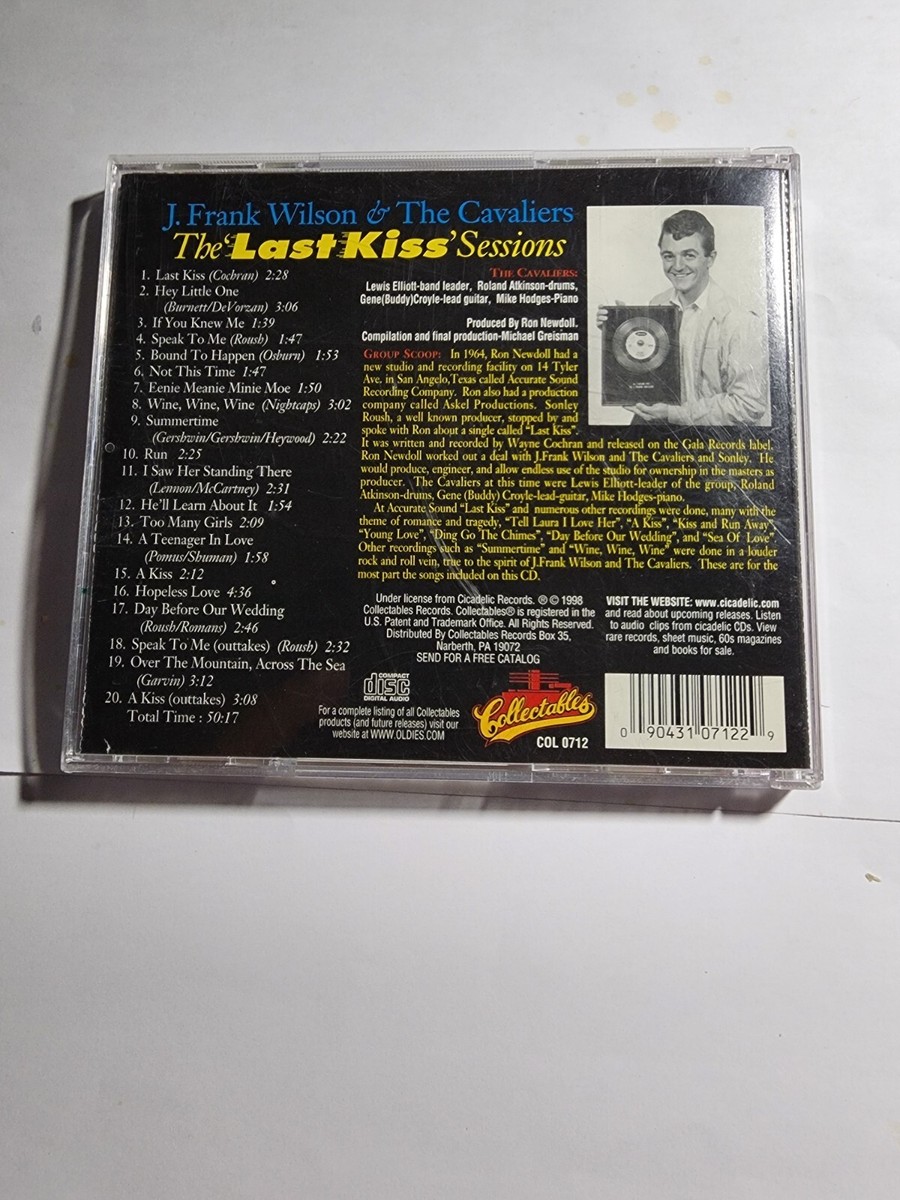 J. Frank Wilson & The Cavaliers
The 'Last Kiss' Sessions
1. Last Kiss (Cochran) 2:28
2. Hey Little One
(Burnett/DeVorzan) 3:06
3. If You Knew Me 1:39
4. Speak To Me (Roush) 1:47
5. Bound To Happen (Osburn) 1:53
6. Not This Time 1:47
7. Eenie Meanie Minie Moe 1:50
8. Wine, Wine, Wine (Nightcaps) 3:02
9. Summertime
(Gershwin/Gershwin/Heywood) 2:22
10. Run 2:25
11. I Saw Her Standing There
(Lennon/McCartney) 2:31
12. He'll Learn About It 1:54
13. Too Many Girls 2:09
14. A Teenager In Love
(Pomus/Shuman) 1:58
15. A Kiss 2:12
16. Hopeless Love 4:36
17. Day Before Our Wedding
(Roush/Romans) 2:46
18. Speak To Me (outtakes) (Roush) 2:32
19. Over The Mountain, Across The Sea
(Garvin) 3:12
20. A Kiss (outtakes) 3:08
Total Time : 50:17
THE CAVALIERS:
Lewis Elliott-band leader, Roland Atkinson-drums,
Gene(Buddy)Croyle-lead guitar, Mike Hodges-Piano
Produced By Ron Newdoll.
Compilation and final production-Michael Greisman
GROUP SCOOP: In 1964, Ron Newdoll had a
new studio and recording facility on 14 Tyler
Ave. in San Angelo,Texas called Accurate Sound
Recording Company. Ron also had a production
company called Askel Productions. Sonley
Roush, a well known producer, stopped by and
spoke with Ron about a single called "Last Kiss".
It was written and recorded by Wayne Cochran and released on the Gala Records label.
Ron Newdoll worked out a deal with J.Frank Wilson and The Cavaliers and Sonley. He
would produce, engineer, and allow endless use of the studio for ownership in the masters as
producer. The Cavaliers at this time were Lewis Elliott-leader of the group, Roland
Atkinson-drums, Gene (Buddy) Croyle-lead-guitar, Mike Hodges-piano.
At Accurate Sound "Last Kiss" and numerous other recordings were done, many with the
theme of romance and tragedy, "Tell Laura I Love Her", "A Kiss", "Kiss and Run Away",
"Young Love", "Ding Go The Chimes", "Day Before Our Wedding", and "Sea Of Love".
Other recordings such as "Summertime" and "Wine, Wine, Wine" were done in a louder
rock and roll vein, true to the spirit of J.Frank Wilson and The Cavaliers. These are for the
most part the songs included on this CD.
Under license from Cicadelic Records. ℗© 1998
Collectables Records. Collectables® is registered in the
U.S. Patent and Trademark Office. All Rights Reserved.
Distributed By Collectables Records Box 35,
Narberth, PA 19072
SEND FOR A FREE CATALOG
VISIT THE WEBSITE: www.cicadelic.com
and read about upcoming releases. Listen
to audio clips from cicadelic CDs. View
rare records, sheet music, 60s magazines
and books for sale.
COMPACT
disc
DIGITAL AUDIO
For a complete listing of all Collectables
products (and future releases) visit our
website at WWW.OLDIES.COM
Collectables
COL 0712
0 90431 07122 9